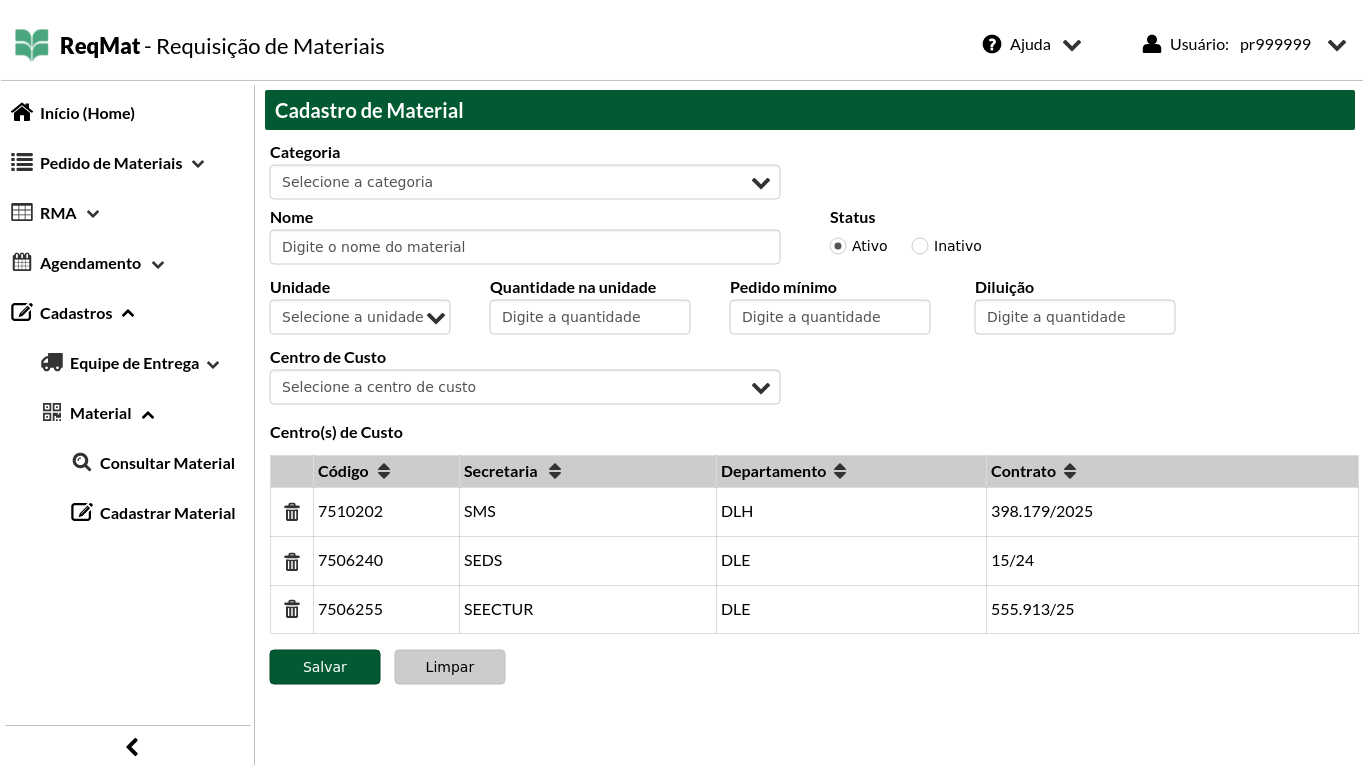 ReqMat - Requisição de Materiais
Ajuda
Usuário: pr999999
Início (Home)
Pedido de Materiais
RMA
Agendamento
Cadastros
Equipe de Entrega
Material
Consultar Material
Cadastrar Material
Cadastro de Material
Categoria
Selecione a categoria
Nome
Status
Digite o nome do material
Ativo Inativo
Unidade Quantidade na unidade Pedido mínimo Diluição
Selecione a unidade Digite a quantidade Digite a quantidade Digite a quantidade
Centro de Custo
Selecione a centro de custo
Centro(s) de Custo
Código Secretaria Departamento Contrato
7510202 SMS DLH 398.179/2025
7506240 SEDS DLE 15/24
7506255 SEECTUR DLE 555.913/25
Salvar Limpar